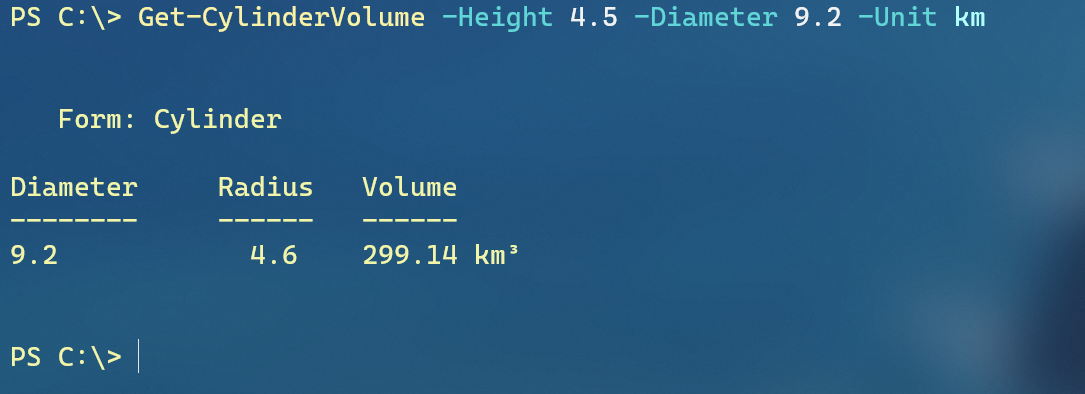 PS C:\> Get-CylinderVolume -Height 4.5 -Diameter 9.2 -Unit km
Form: Cylinder
Diameter Radius Volume
-------- ------ ------
9.2 4.6 299.14 km³
PS C:\>